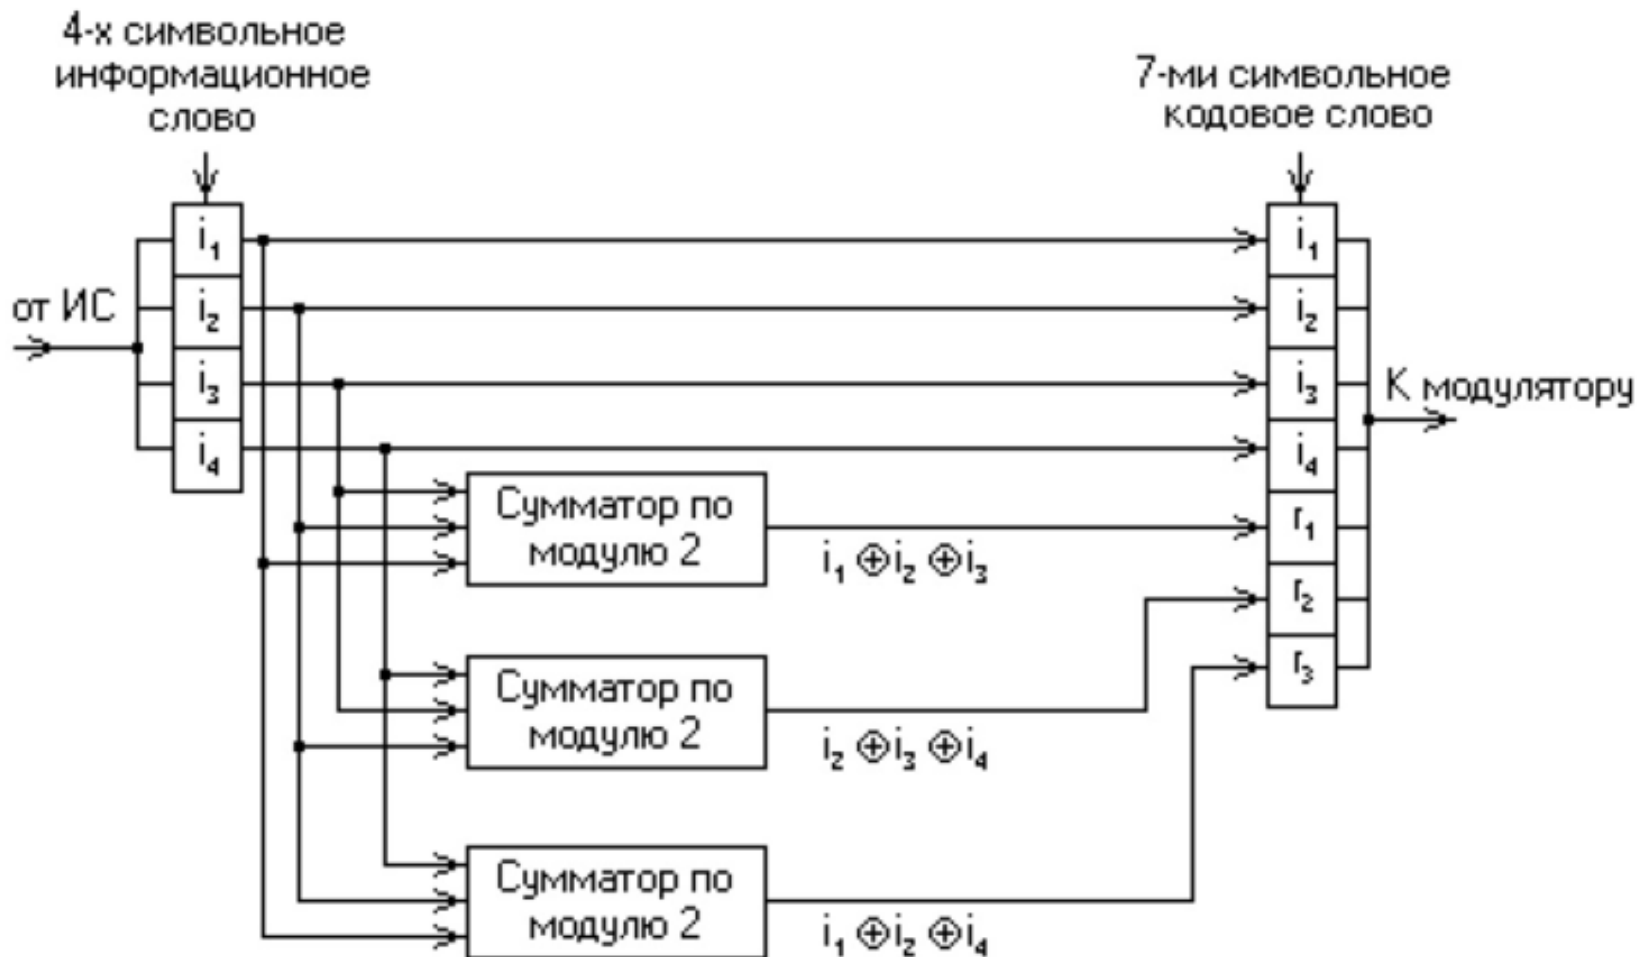 4-х символьное
информационное
слово
7-ми символьное
кодовое слово
от ИС
i₁
i₂
i₃
i₄
i₁
i₂
i₃
i₄
r₁
r₂
r₃
К модулятору
Сумматор по
модулю 2
i₁ ⊕ i₂ ⊕ i₃
Сумматор по
модулю 2
i₂ ⊕ i₃ ⊕ i₄
Сумматор по
модулю 2
i₁ ⊕ i₂ ⊕ i₄